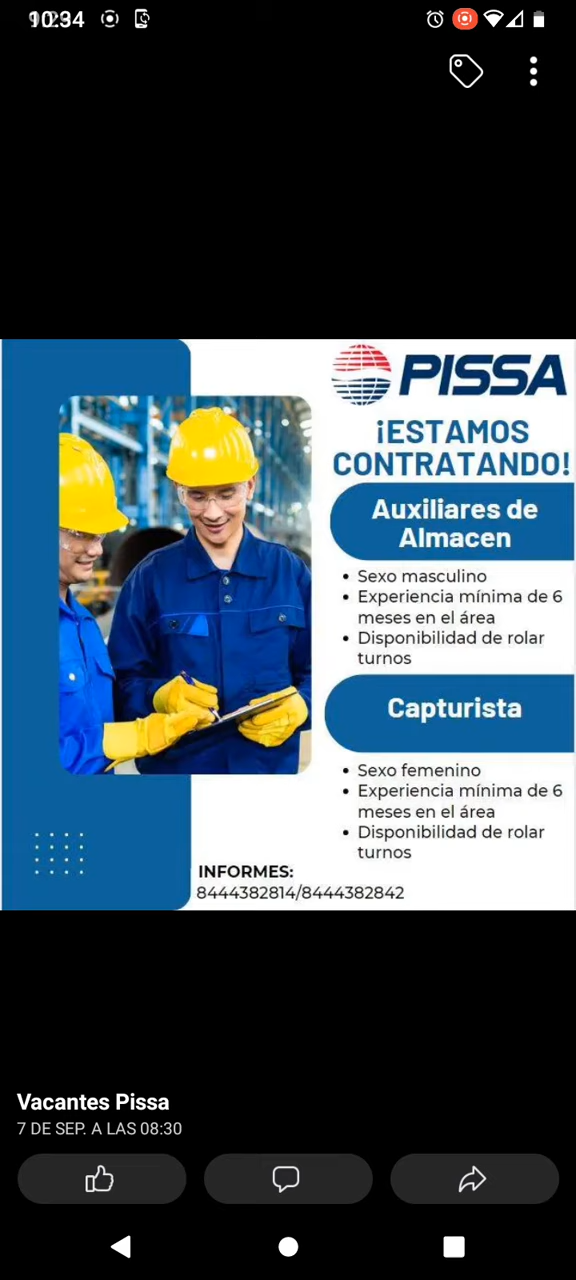 PISSA
¡ESTAMOS
CONTRATANDO!
Auxiliares de
Almacen
• Sexo masculino
• Experiencia mínima de 6
meses en el área
• Disponibilidad de rolar
turnos
Capturista
• Sexo femenino
• Experiencia mínima de 6
meses en el área
• Disponibilidad de rolar
turnos
INFORMES:
8444382814/8444382842
Vacantes Pissa
7 DE SEP. A LAS 08:30